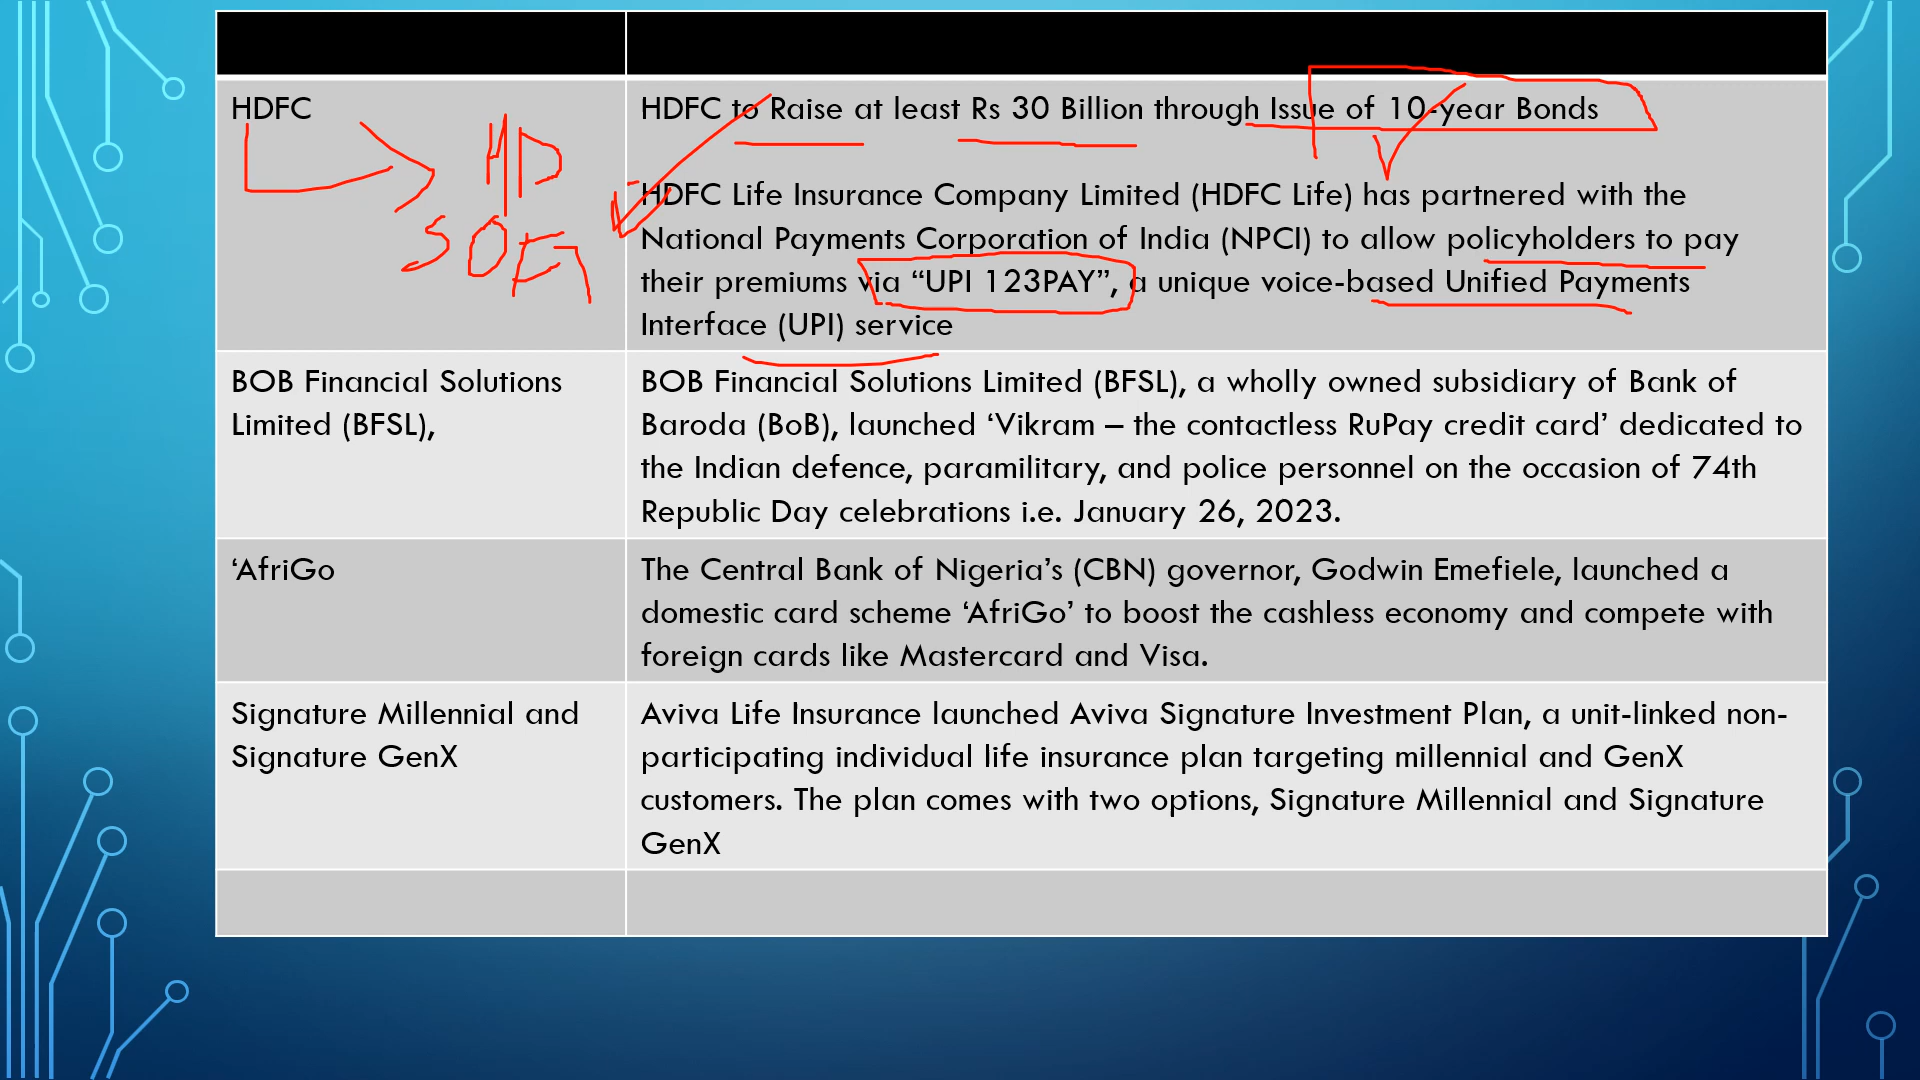 HDFC
HDFC to Raise at least Rs 30 Billion through Issue of 10-year Bonds
HDFC Life Insurance Company Limited (HDFC Life) has partnered with the
National Payments Corporation of India (NPCI) to allow policyholders to pay
their premiums via “UPI 123PAY”, a unique voice-based Unified Payments
Interface (UPI) service
HD
BOB Financial Solutions
Limited (BFSL),
BOB Financial Solutions Limited (BFSL), a wholly owned subsidiary of Bank of
Baroda (BoB), launched ‘Vikram – the contactless RuPay credit card’ dedicated to
the Indian defence, paramilitary, and police personnel on the occasion of 74th
Republic Day celebrations i.e. January 26, 2023.
‘AfriGo
The Central Bank of Nigeria’s (CBN) governor, Godwin Emefiele, launched a
domestic card scheme ‘AfriGo’ to boost the cashless economy and compete with
foreign cards like Mastercard and Visa.
Signature Millennial and
Signature GenX
Aviva Life Insurance launched Aviva Signature Investment Plan, a unit-linked non-
participating individual life insurance plan targeting millennial and GenX
customers. The plan comes with two options, Signature Millennial and Signature
GenX